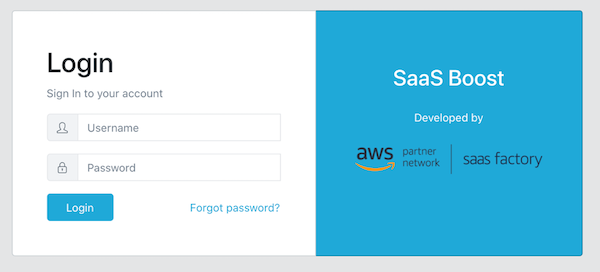 Login
Sign In to your account
Username
Password
Login
Forgot password?
SaaS Boost
Developed by
aws partner network saas factory